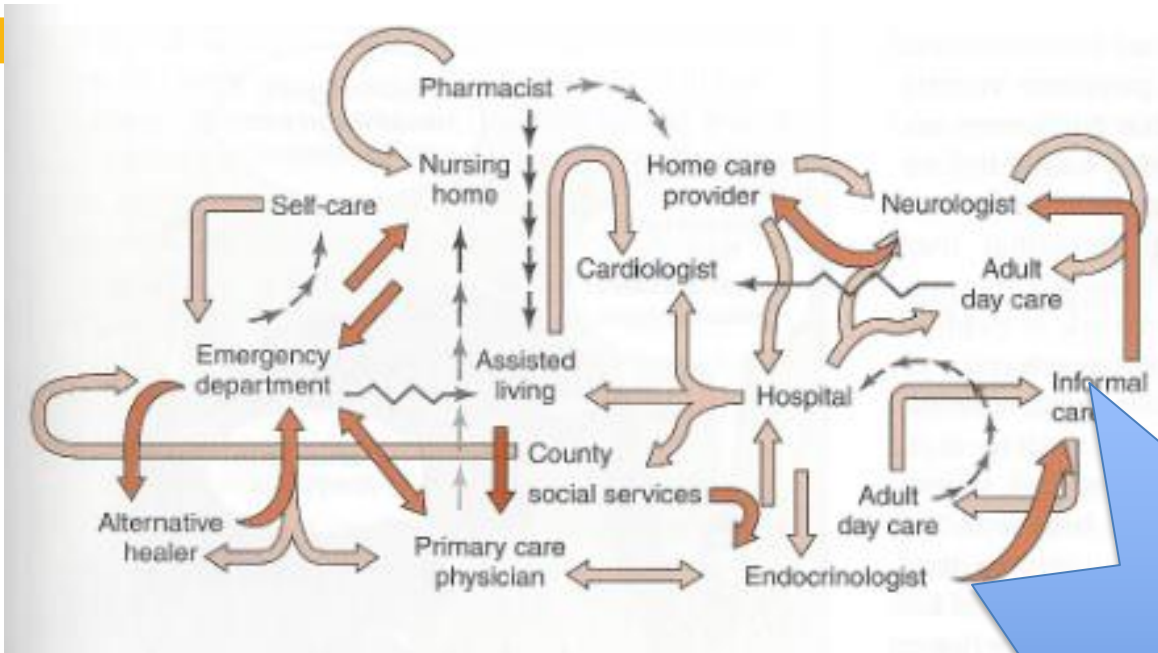 Pharmacist
Nursing
home
Home care
provider
Self-care
Neurologist
Cardiologist
Adult
day care
Emergency
department
Assisted
living
Hospital
Informal
care
County
social services
Adult
day care
Alternative
healer
Primary care
physician
Endocrinologist